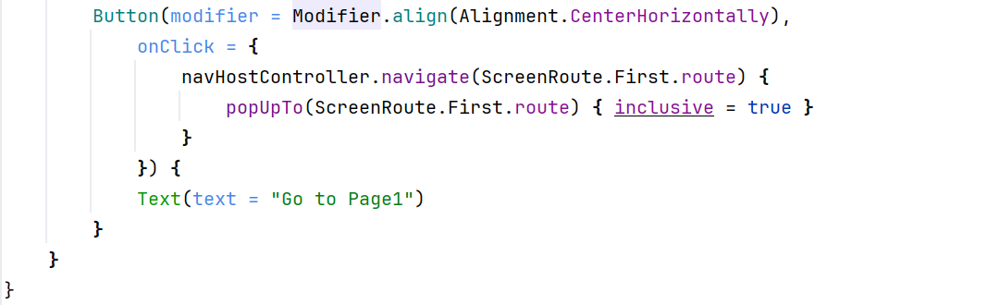 Button(modifier = Modifier.align(Alignment.CenterHorizontally),
onClick = {
navHostController.navigate(ScreenRoute.First.route) {
popUpTo(ScreenRoute.First.route) { inclusive = true }
}
}) {
Text(text = "Go to Page1")
}
}
}